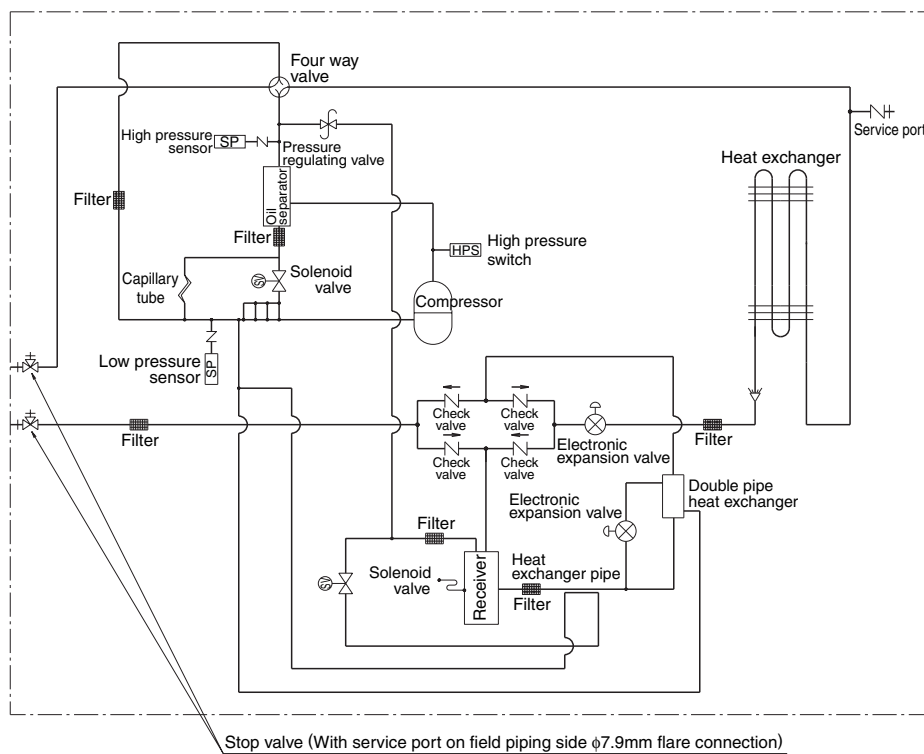 Four way
valve
High pressure
sensor
SP
Pressure
regulating valve
Service port
Heat exchanger
Filter
Oil
separator
Filter
HPS
High pressure
switch
Capillary
tube
SV
Solenoid
valve
Compressor
Low pressure
sensor
SP
Check
valve
Check
valve
Filter
Check
valve
Check
valve
Electronic
expansion valve
Filter
Electronic
expansion valve
Double pipe
heat exchanger
Filter
SV
Solenoid
valve
Receiver
Heat
exchanger pipe
Filter
Stop valve (With service port on field piping side ϕ7.9mm flare connection)